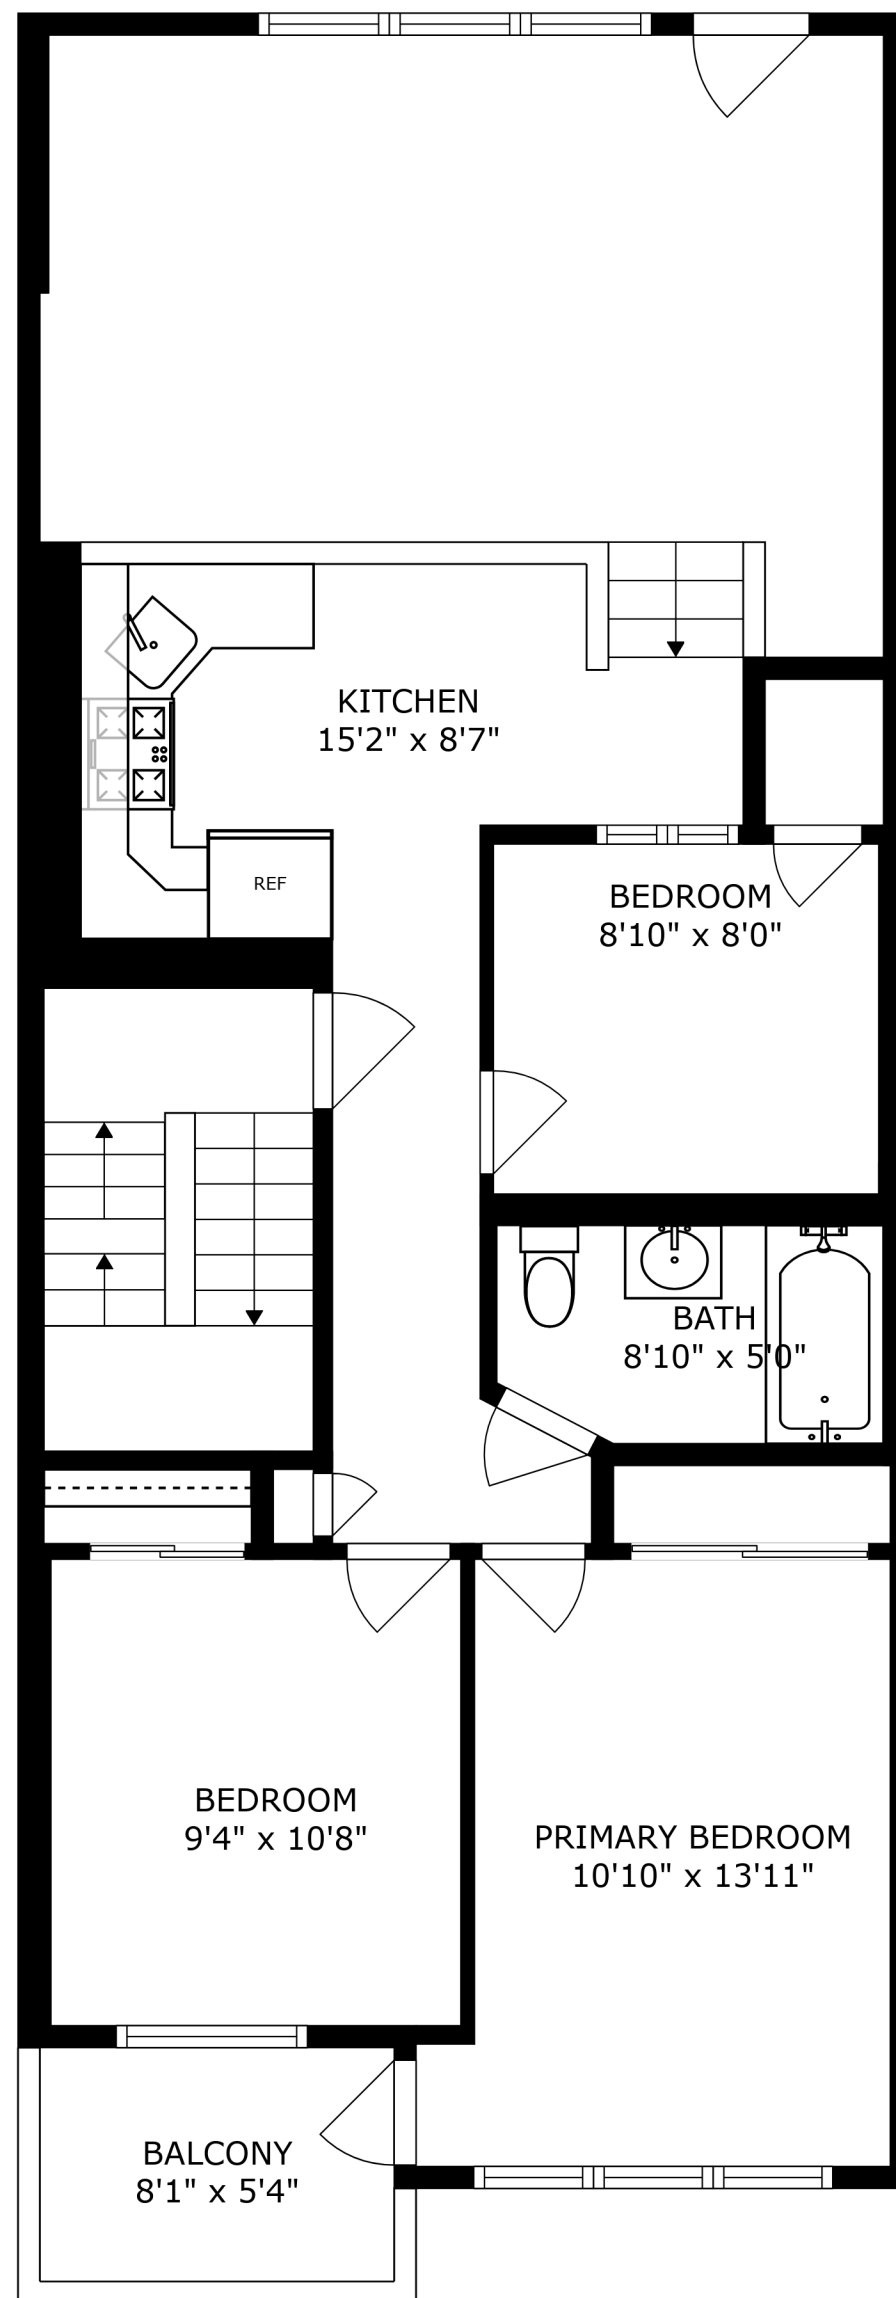 KITCHEN
15'2" x 8'7"
REF
BEDROOM
8'10" x 8'0"
BATH
8'10" x 5'0"
BEDROOM
9'4" x 10'8"
PRIMARY BEDROOM
10'10" x 13'11"
BALCONY
8'1" x 5'4"